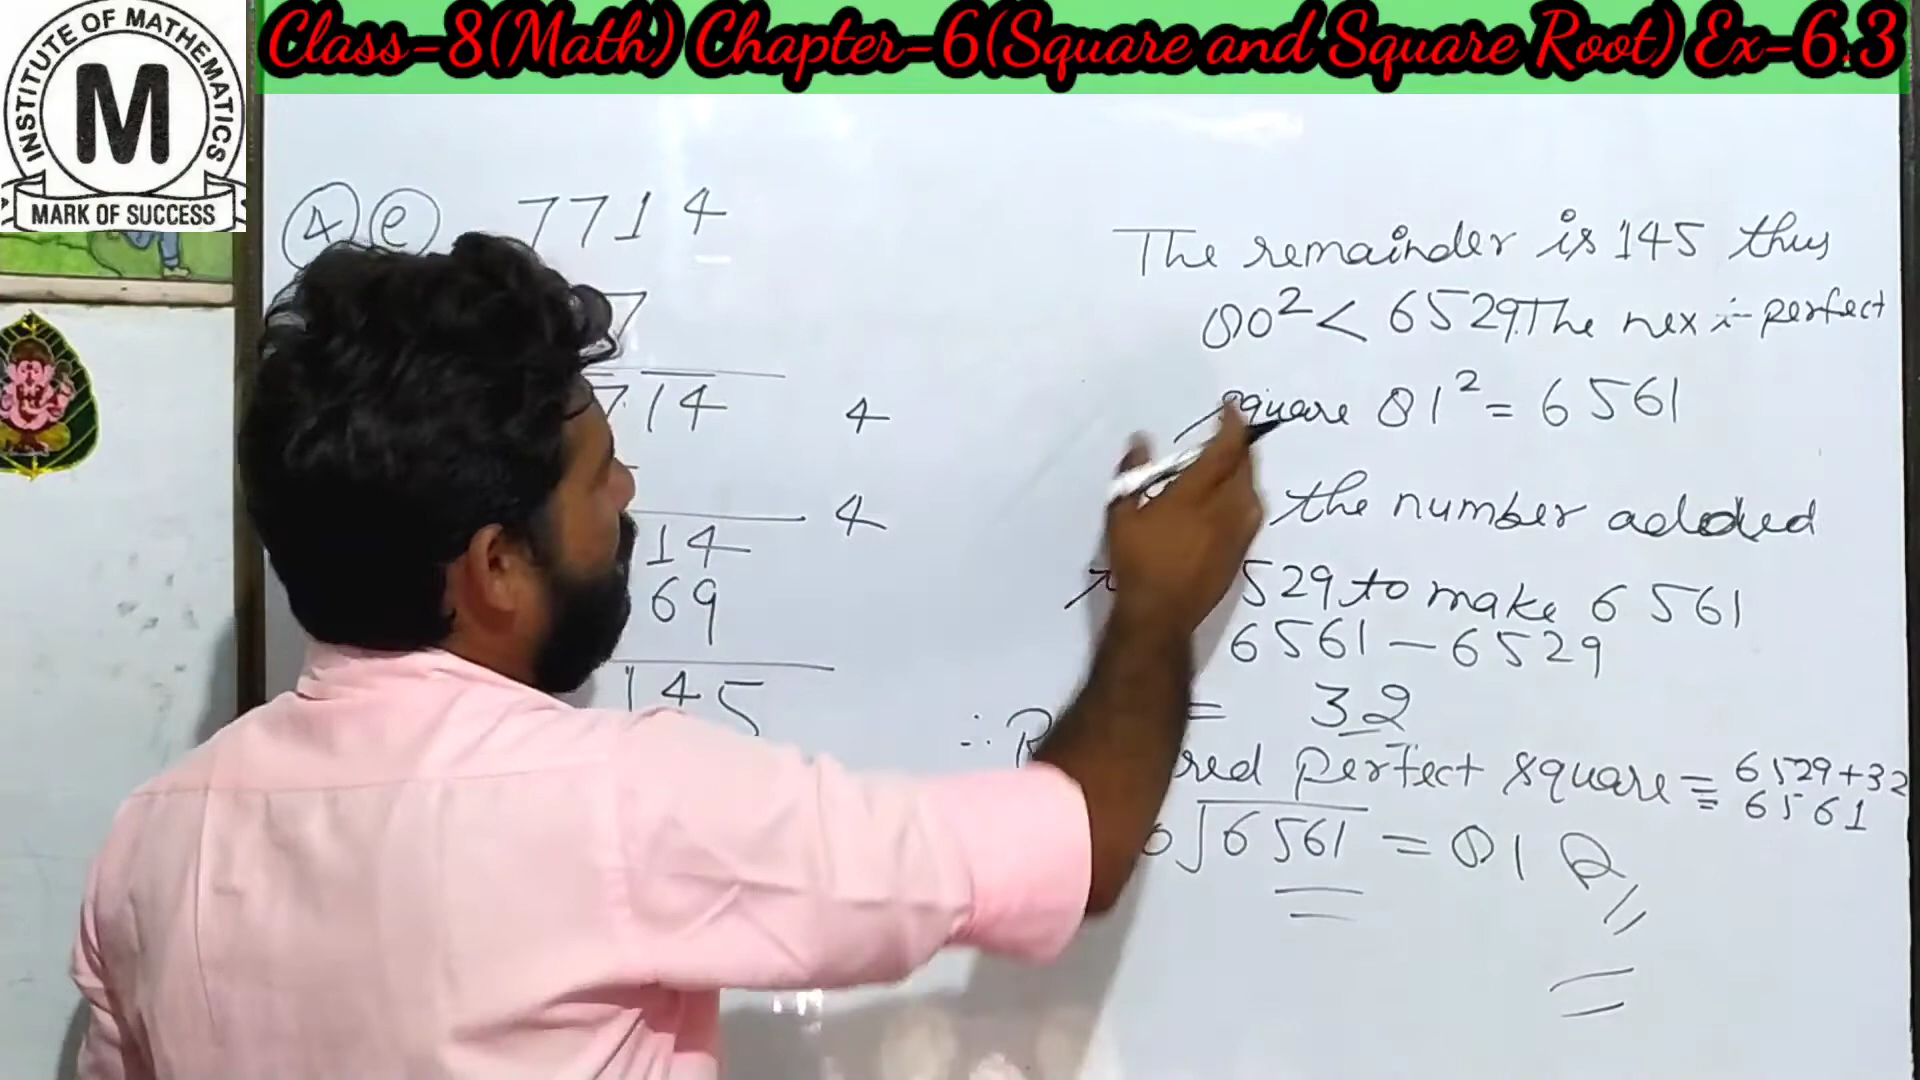 INSTITUTE OF MATHEMATICS
M
MARK OF SUCCESS
Class-8(Math) Chapter-6(Square and Square Root) Ex-6.3
4 e 7714
7
714 4
4
14
69
145
The remainder is 145 thus
80² < 6529. The next perfect
square 81² = 6561
the number added
529 to make 6561
6561 - 6529
= 32
∴ red perfect square = 6529+32
= 6561
√6561 = 81